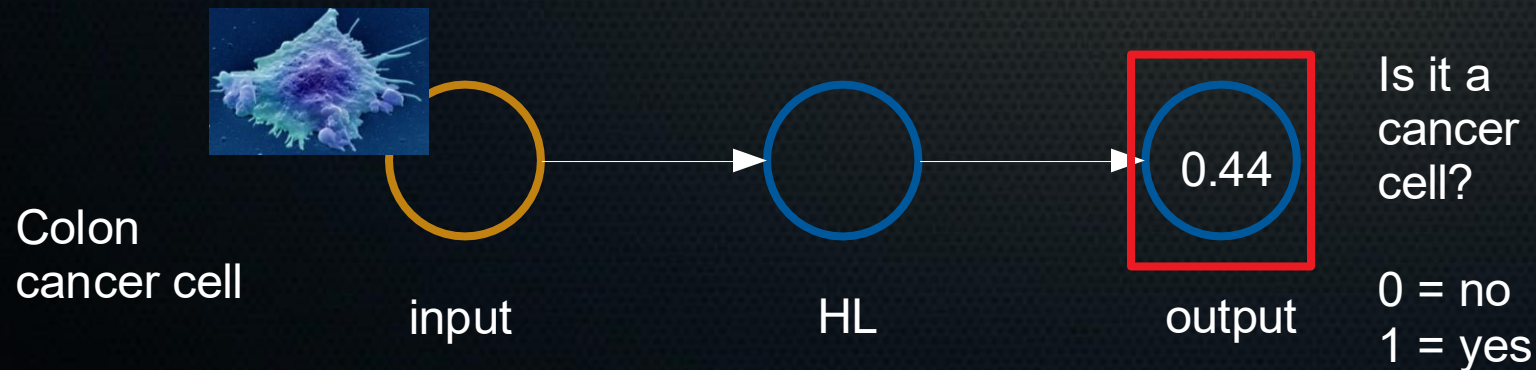 Colon
cancer cell
input
HL
0.44
output
Is it a
cancer
cell?
0 = no
1 = yes